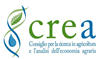 crea
Consiglio per la ricerca in agricoltura
e l'analisi dell'economia agraria